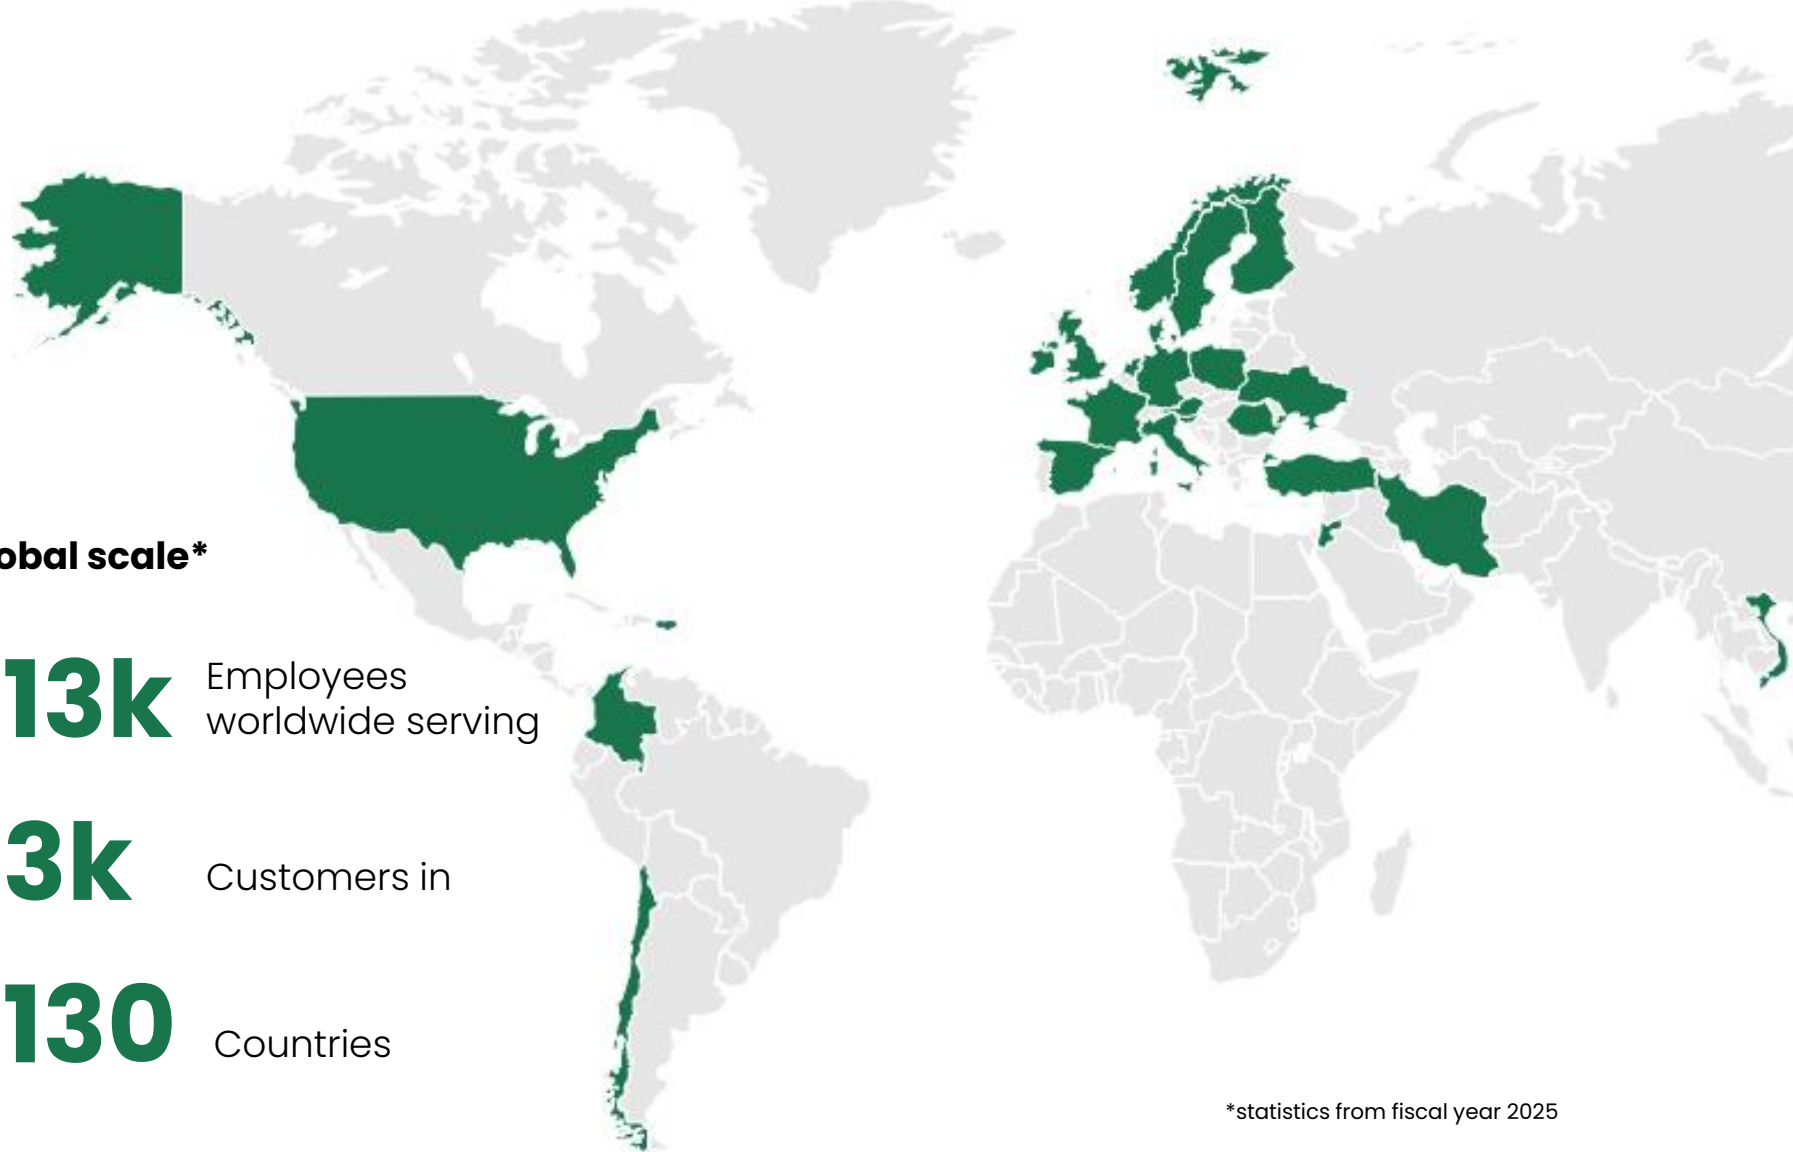 obal scale*
13k
Employees
worldwide serving
3k
Customers in
130
Countries
*statistics from fiscal year 2025